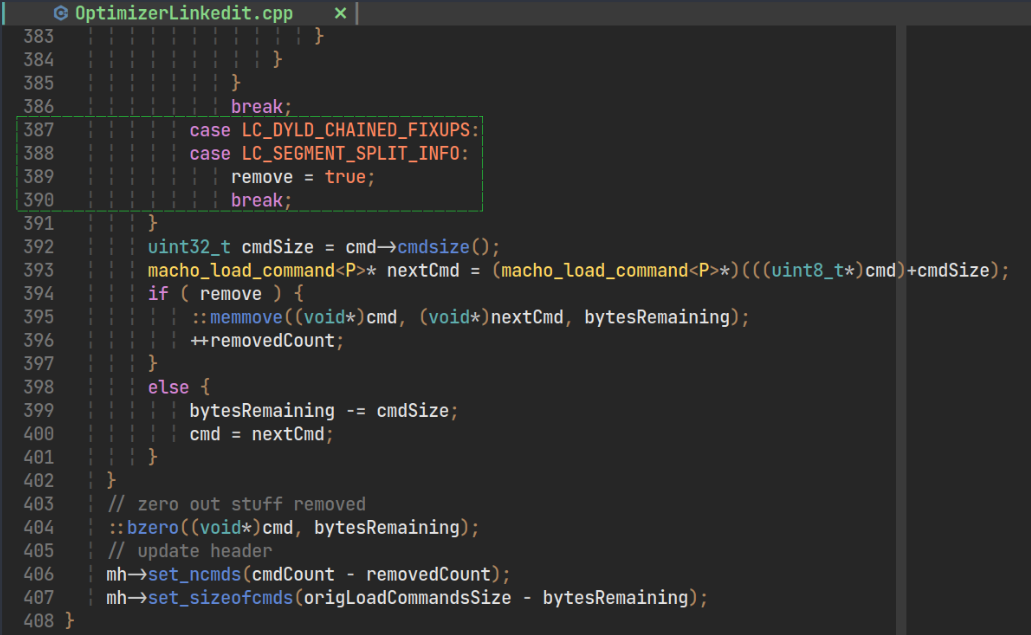 OptimizerLinkedit.cpp ×
383 }
384 }
385 }
386 break;
387 case LC_DYLD_CHAINED_FIXUPS:
388 case LC_SEGMENT_SPLIT_INFO:
389 remove = true;
390 break;
391 }
392 uint32_t cmdSize = cmd->cmdsize();
393 macho_load_command<P>* nextCmd = (macho_load_command<P>*)(((uint8_t*)cmd)+cmdSize);
394 if ( remove ) {
395 ::memmove((void*)cmd, (void*)nextCmd, bytesRemaining);
396 ++removedCount;
397 }
398 else {
399 bytesRemaining -= cmdSize;
400 cmd = nextCmd;
401 }
402 }
403 // zero out stuff removed
404 ::bzero((void*)cmd, bytesRemaining);
405 // update header
406 mh->set_ncmds(cmdCount - removedCount);
407 mh->set_sizeofcmds(origLoadCommandsSize - bytesRemaining);
408 }